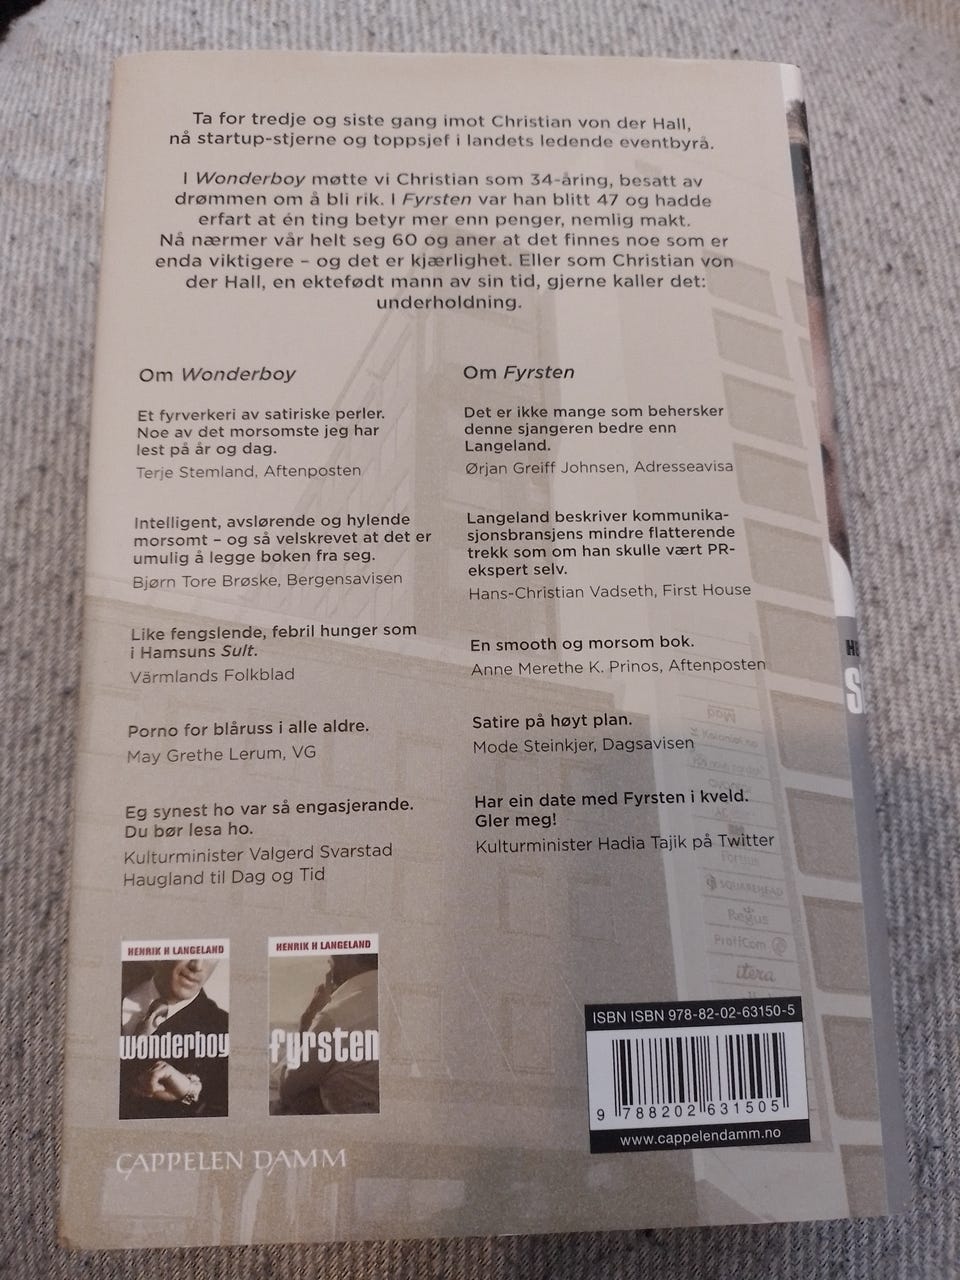 Ta for tredje og siste gang imot Christian von der Hall,
nå startup-stjerne og toppsjef i landets ledende eventbyrå.
I Wonderboy møtte vi Christian som 34-åring, besatt av
drømmen om å bli rik. I Fyrsten var han blitt 47 og hadde
erfart at én ting betyr mer enn penger, nemlig makt.
Nå nærmer vår helt seg 60 og aner at det finnes noe som er
enda viktigere – og det er kjærlighet. Eller som Christian von
der Hall, en ektefødt mann av sin tid, gjerne kaller det:
underholdning.
Om Wonderboy
Et fyrverkeri av satiriske perler.
Noe av det morsomste jeg har
lest på år og dag.
Terje Stemland, Aftenposten
Intelligent, avslørende og hylende
morsomt – og så velskrevet at det er
umulig å legge boken fra seg.
Bjørn Tore Brøske, Bergensavisen
Like fengslende, febril hunger som
i Hamsuns Sult.
Värmlands Folkblad
Porno for blåruss i alle aldre.
May Grethe Lerum, VG
Eg synest ho var så engasjerande.
Du bør lesa ho.
Kulturminister Valgerd Svarstad
Haugland til Dag og Tid
Om Fyrsten
Det er ikke mange som behersker
denne sjangeren bedre enn
Langeland.
Ørjan Greiff Johnsen, Adresseavisa
Langeland beskriver kommunika-
sjonsbransjens mindre flatterende
trekk som om han skulle vært PR-
ekspert selv.
Hans-Christian Vadseth, First House
En smooth og morsom bok.
Anne Merethe K. Prinos, Aftenposten
Satire på høyt plan.
Mode Steinkjer, Dagsavisen
Har ein date med Fyrsten i kveld.
Gler meg!
Kulturminister Hadia Tajik på Twitter
SQUAREHEAD
Regus
ProffCom
itera
HENRIK H LANGELAND
wonderboy
HENRIK H LANGELAND
fyrsten
ISBN ISBN 978-82-02-63150-5
9 788202 631505
www.cappelendamm.no
CAPPELEN DAMM